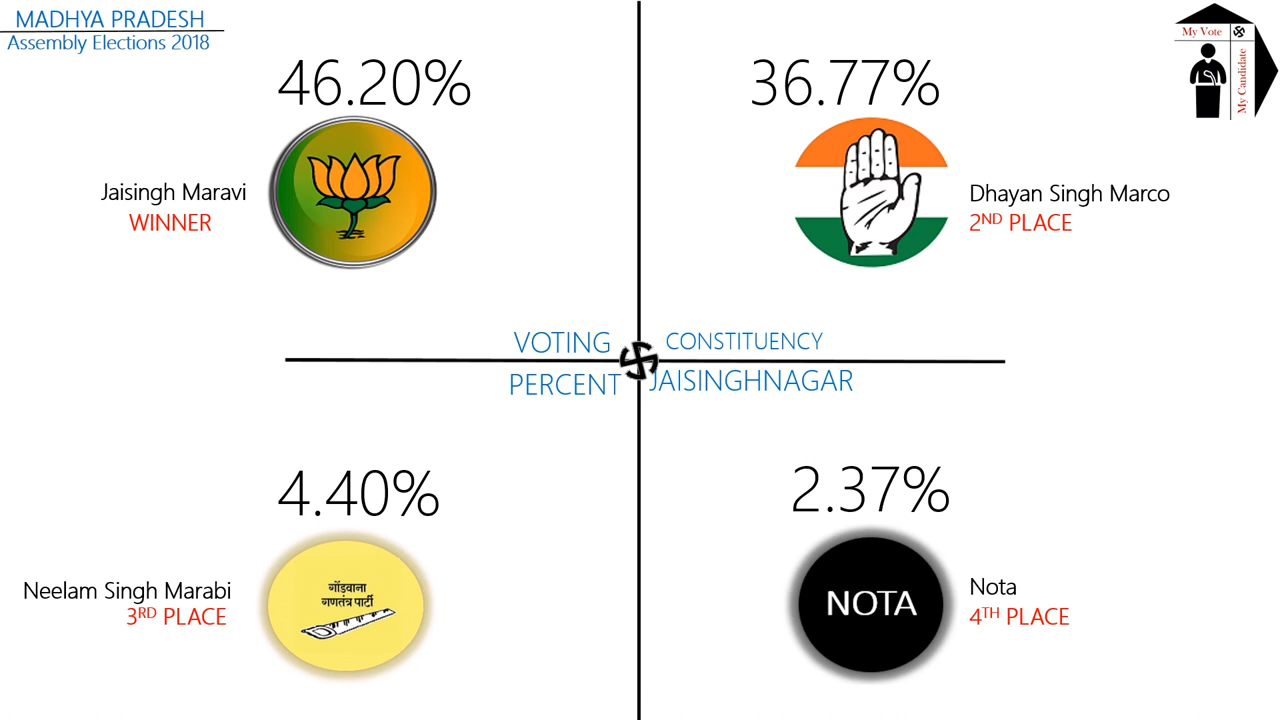 MADHYA PRADESH
Assembly Elections 2018
My Vote
My Candidate
46.20%
Jaisingh Maravi
WINNER
36.77%
Dhayan Singh Marco
2ND PLACE
VOTING
PERCENT
CONSTITUENCY
JAISINGHNAGAR
4.40%
Neelam Singh Marabi
3RD PLACE
गोंडवाना
गणतंत्र पार्टी
2.37%
NOTA
Nota
4TH PLACE